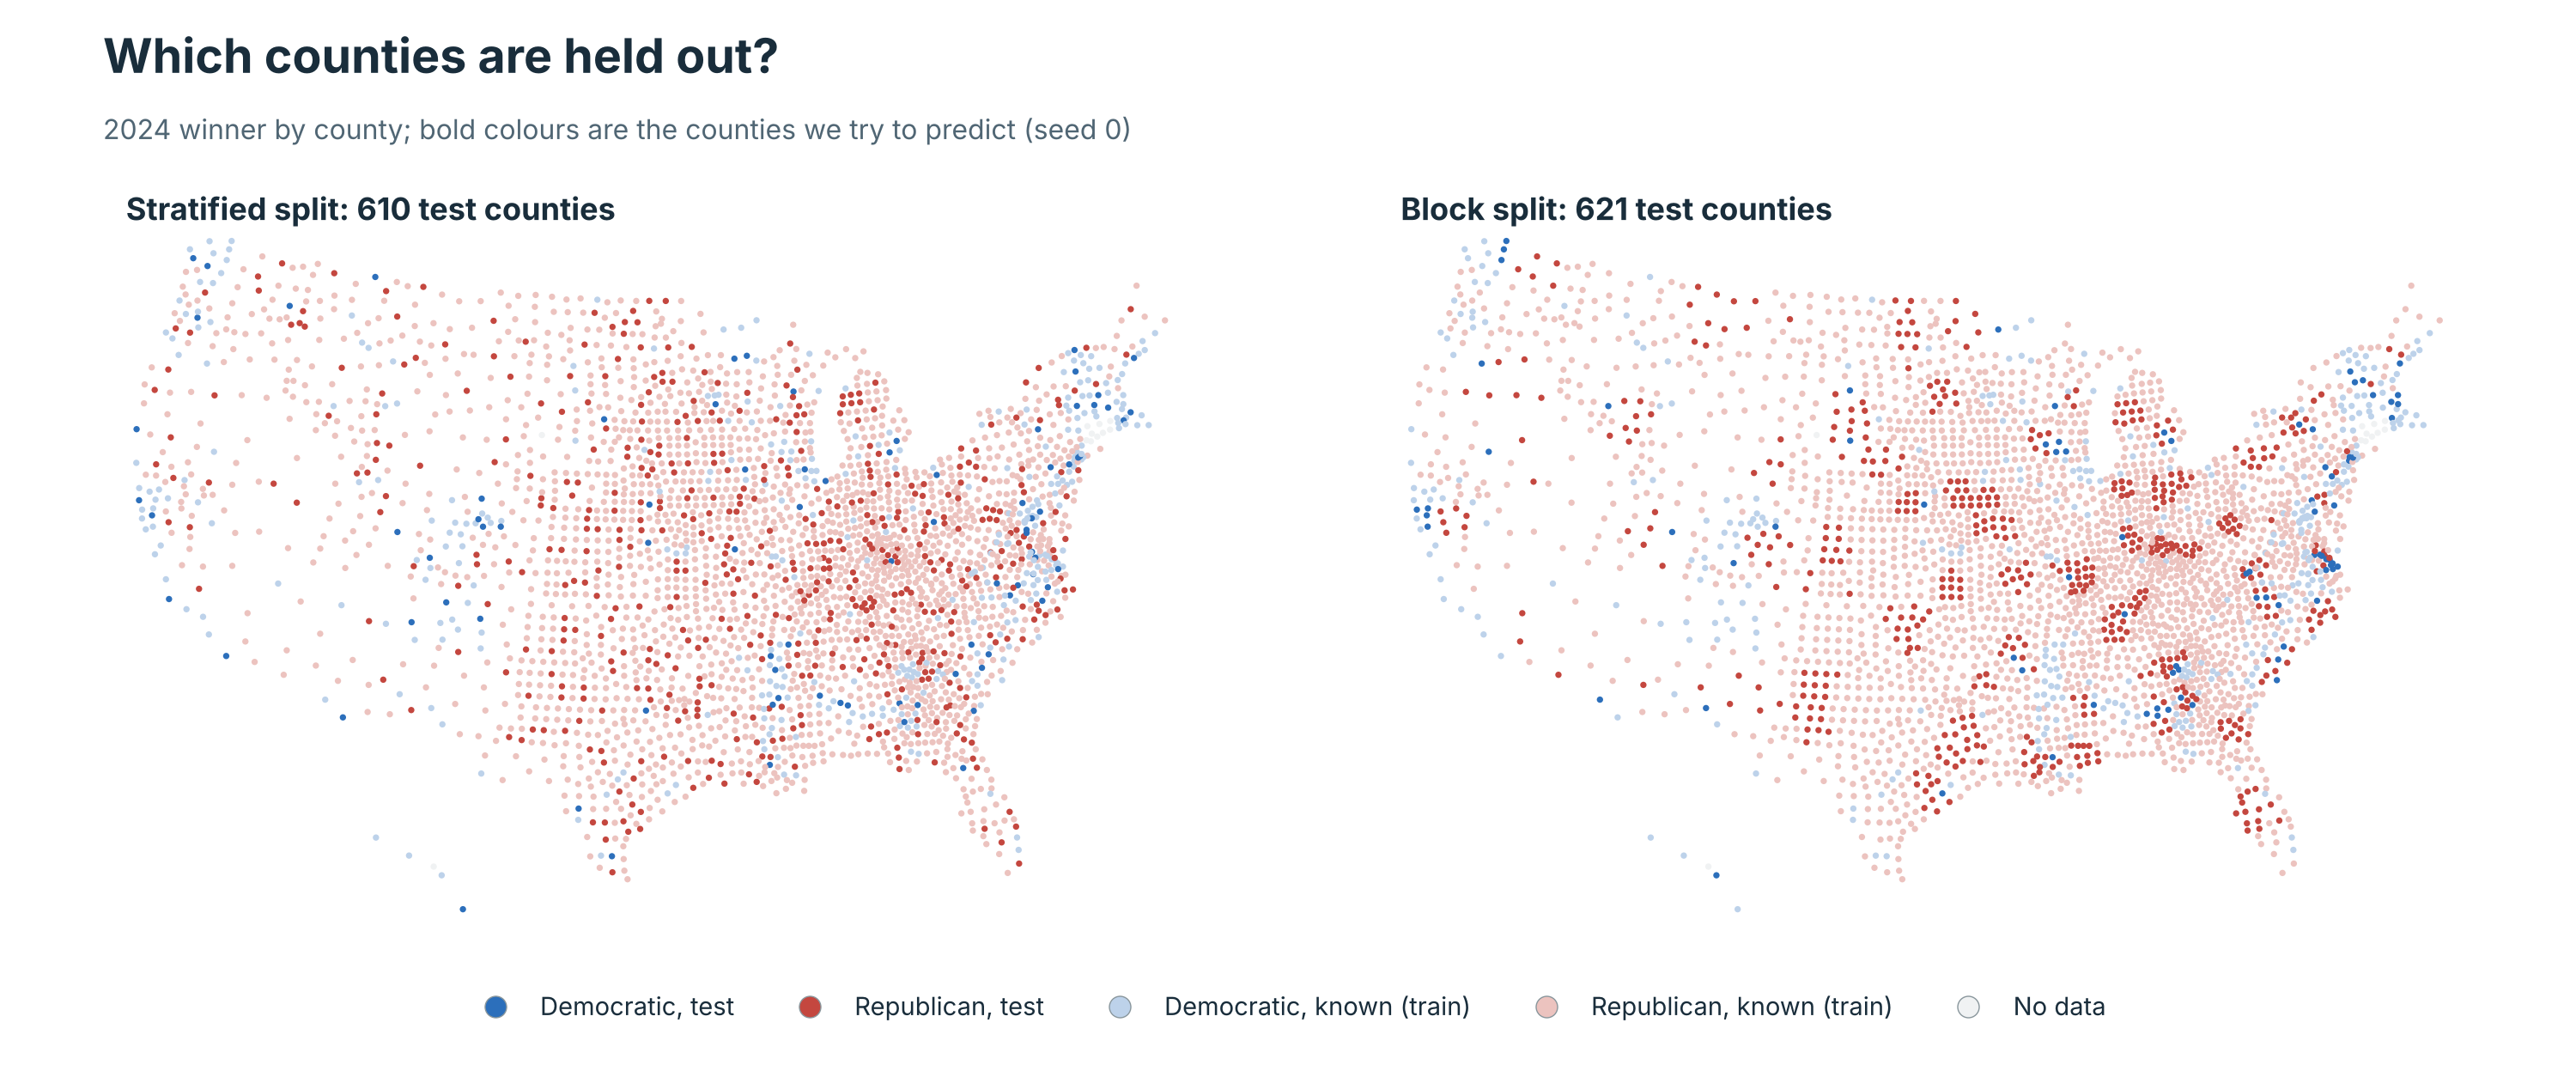 Which counties are held out?
2024 winner by county; bold colours are the counties we try to predict (seed 0)
Stratified split: 610 test counties
Block split: 621 test counties
Democratic, test
Republican, test
Democratic, known (train)
Republican, known (train)
No data